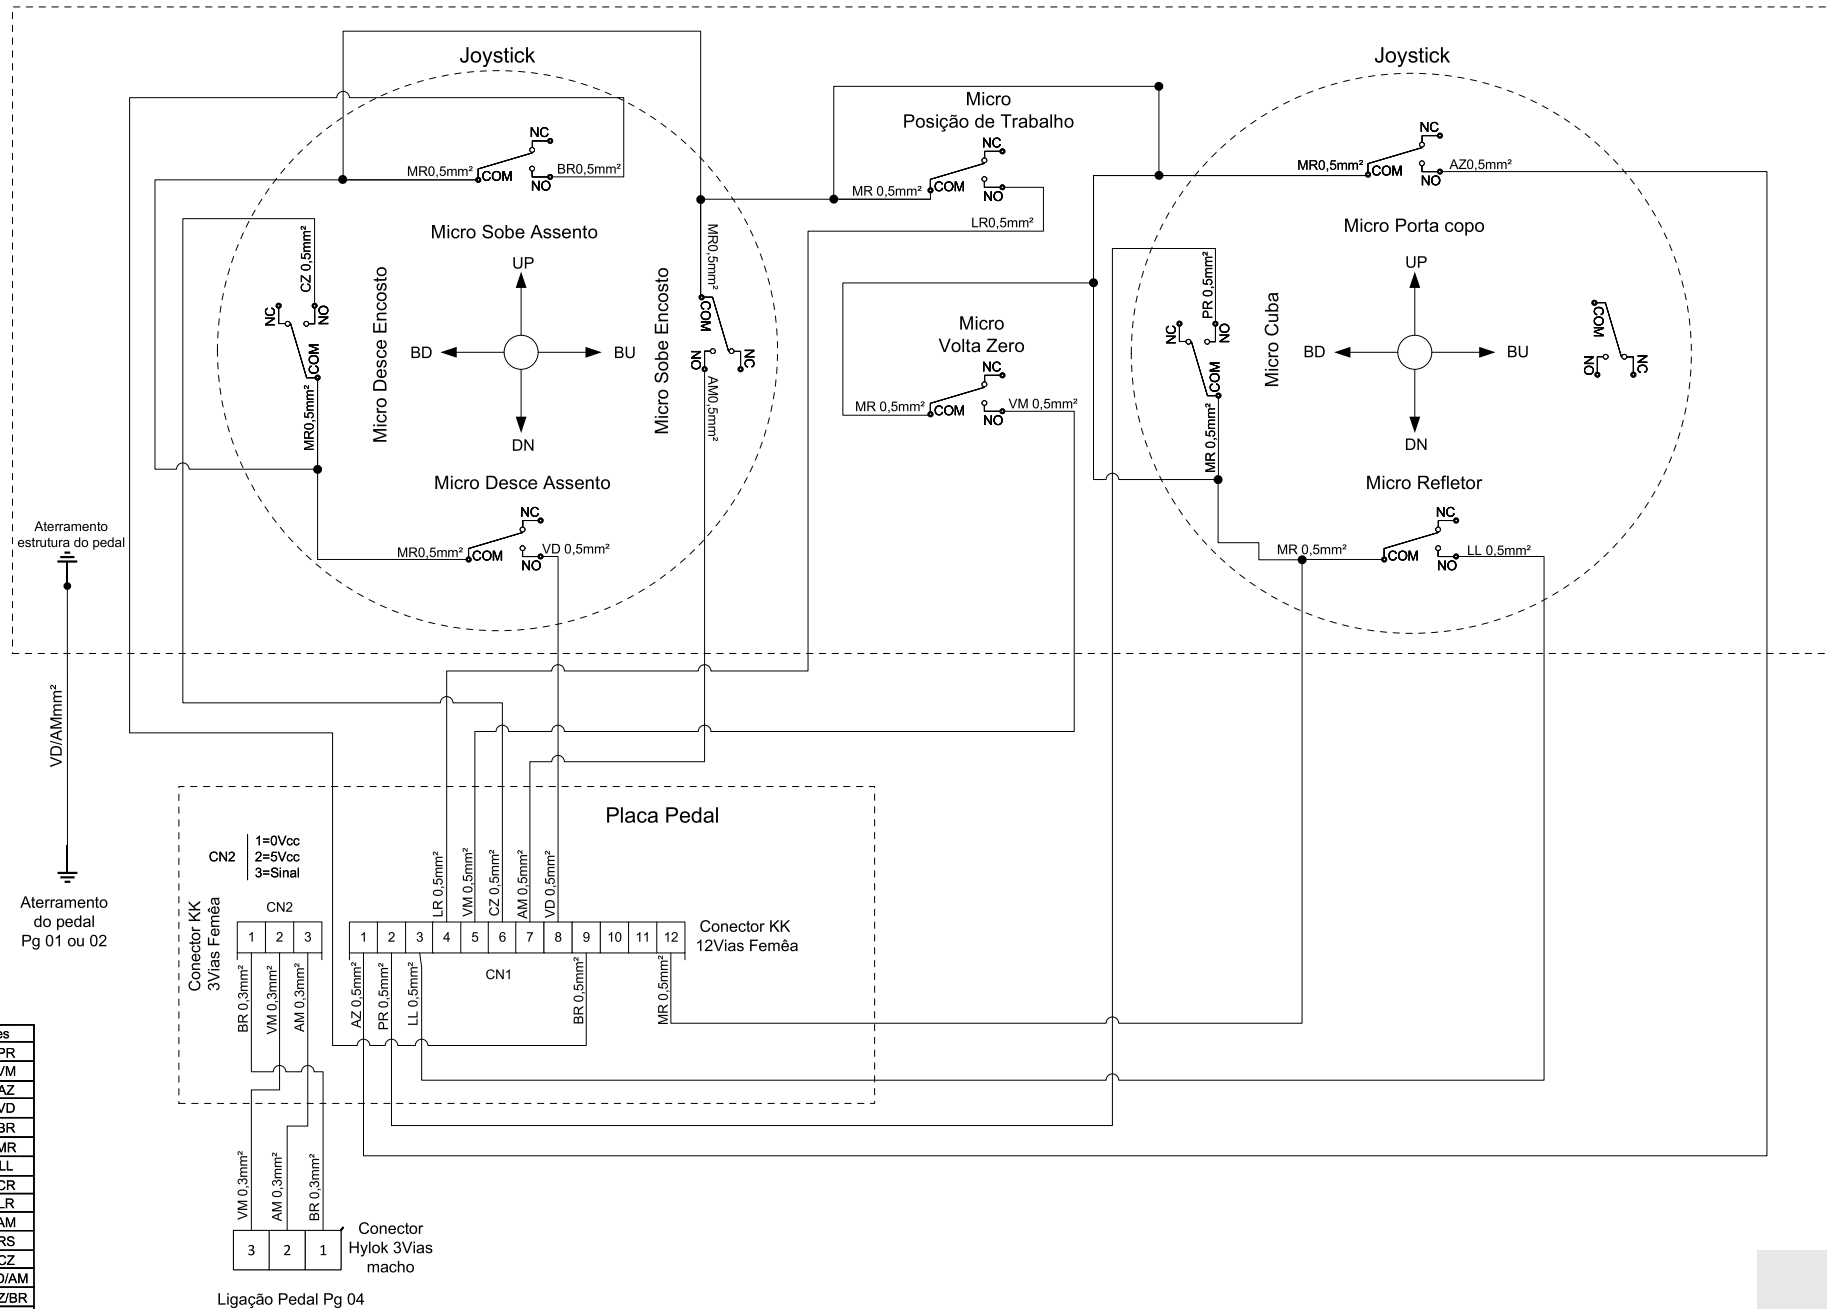 Joystick
Joystick
Micro
Posição de Trabalho
NC
MR0,5mm²
COM
NO
BR0,5mm²
NC
MR 0,5mm²
COM
NO
LR0,5mm²
NC
MR0,5mm²
COM
NO
AZ0,5mm²
Micro Sobe Assento
UP
BD
BU
DN
Micro Desce Encosto
Micro Sobe Encosto
CZ 0,5mm²
NC
NO
COM
MR0,5mm²
MR0,5mm²
COM
NO
NC
AM0,5mm²
Micro Desce Assento
NC
MR0,5mm²
COM
NO
VD 0,5mm²
Micro
Volta Zero
NC
MR 0,5mm²
COM
NO
VM 0,5mm²
Micro Porta copo
UP
BD
BU
DN
Micro Cuba
PR 0,5mm²
NC
NO
COM
MR 0,5mm²
COM
NO
NC
Micro Refletor
NC
MR 0,5mm²
COM
NO
LL 0,5mm²
Aterramento
estrutura do pedal
VD/AMmm²
Aterramento
do pedal
Pg 01 ou 02
Placa Pedal
CN2
1=0Vcc
2=5Vcc
3=Sinal
Conector KK
3Vias Femêa
CN2
1 2 3
BR 0,3mm²
VM 0,3mm²
AM 0,3mm²
LR 0,5mm²
VM 0,5mm²
CZ 0,5mm²
AM 0,5mm²
VD 0,5mm²
1 2 3 4 5 6 7 8 9 10 11 12
CN1
Conector KK
12Vias Femêa
AZ 0,5mm²
PR 0,5mm²
LL 0,5mm²
BR 0,5mm²
MR 0,5mm²
VM 0,3mm²
AM 0,3mm²
BR 0,3mm²
3 2 1
Conector
Hylok 3Vias
macho
Ligação Pedal Pg 04
es
PR
VM
AZ
VD
BR
MR
LL
CR
LR
AM
RS
CZ
D/AM
Z/BR